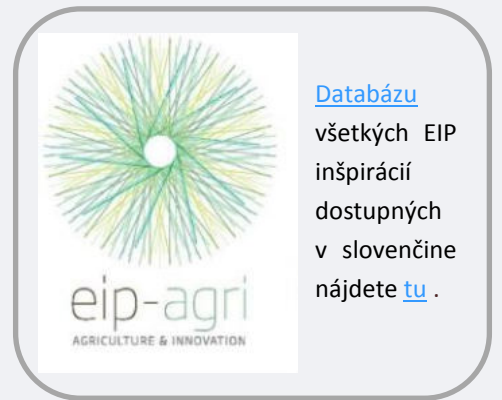 eip-agri
AGRICULTURE & INNOVATION
Databázu
všetkých EIP
inšpirácií
dostupných
v slovenčine
nájdete tu .